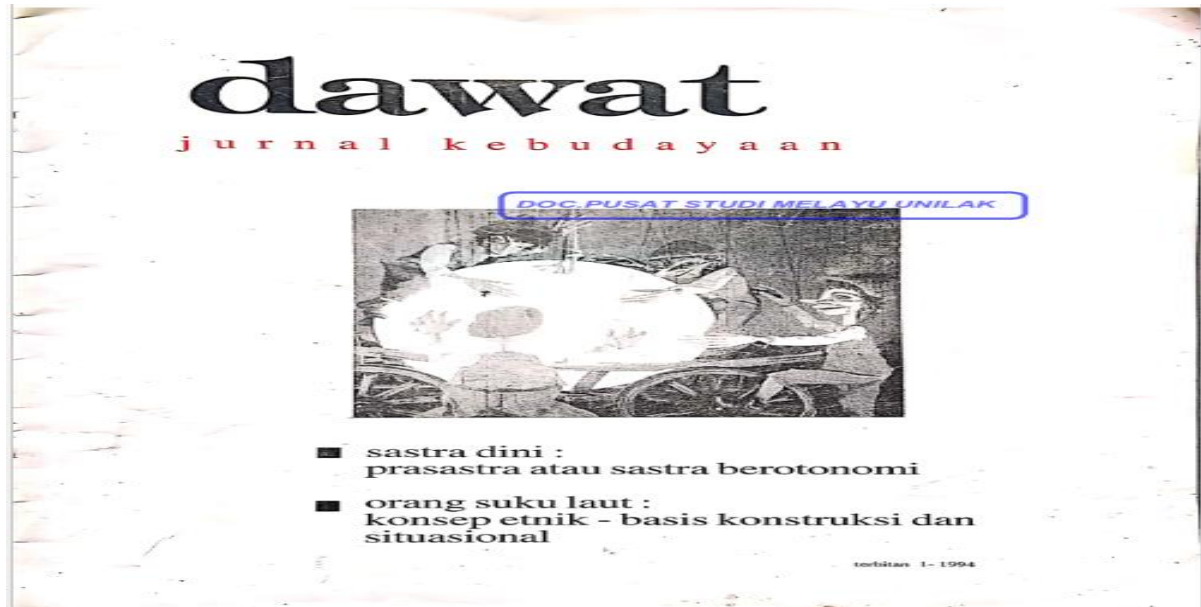 dawat
jurnal kebudayaan
DOC.PUSAT STUDI MELAYU UNILAK
sastra dini :
prasastra atau sastra berotonomi
orang suku laut :
konsep etnik - basis konstruksi dan
situasional
terbitan 1- 1994